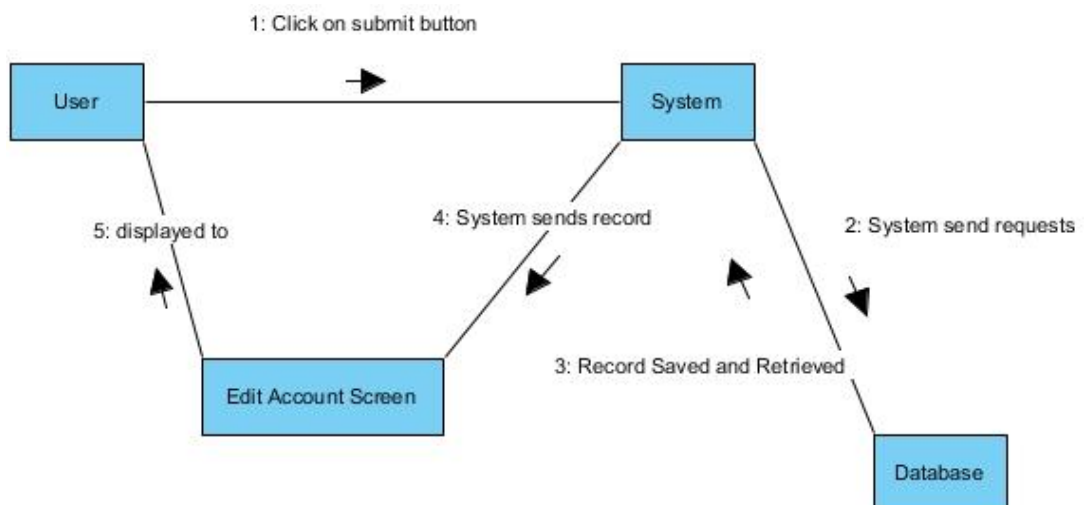 1: Click on submit button
User
System
4: System sends record
2: System send requests
5: displayed to
3: Record Saved and Retrieved
Edit Account Screen
Database